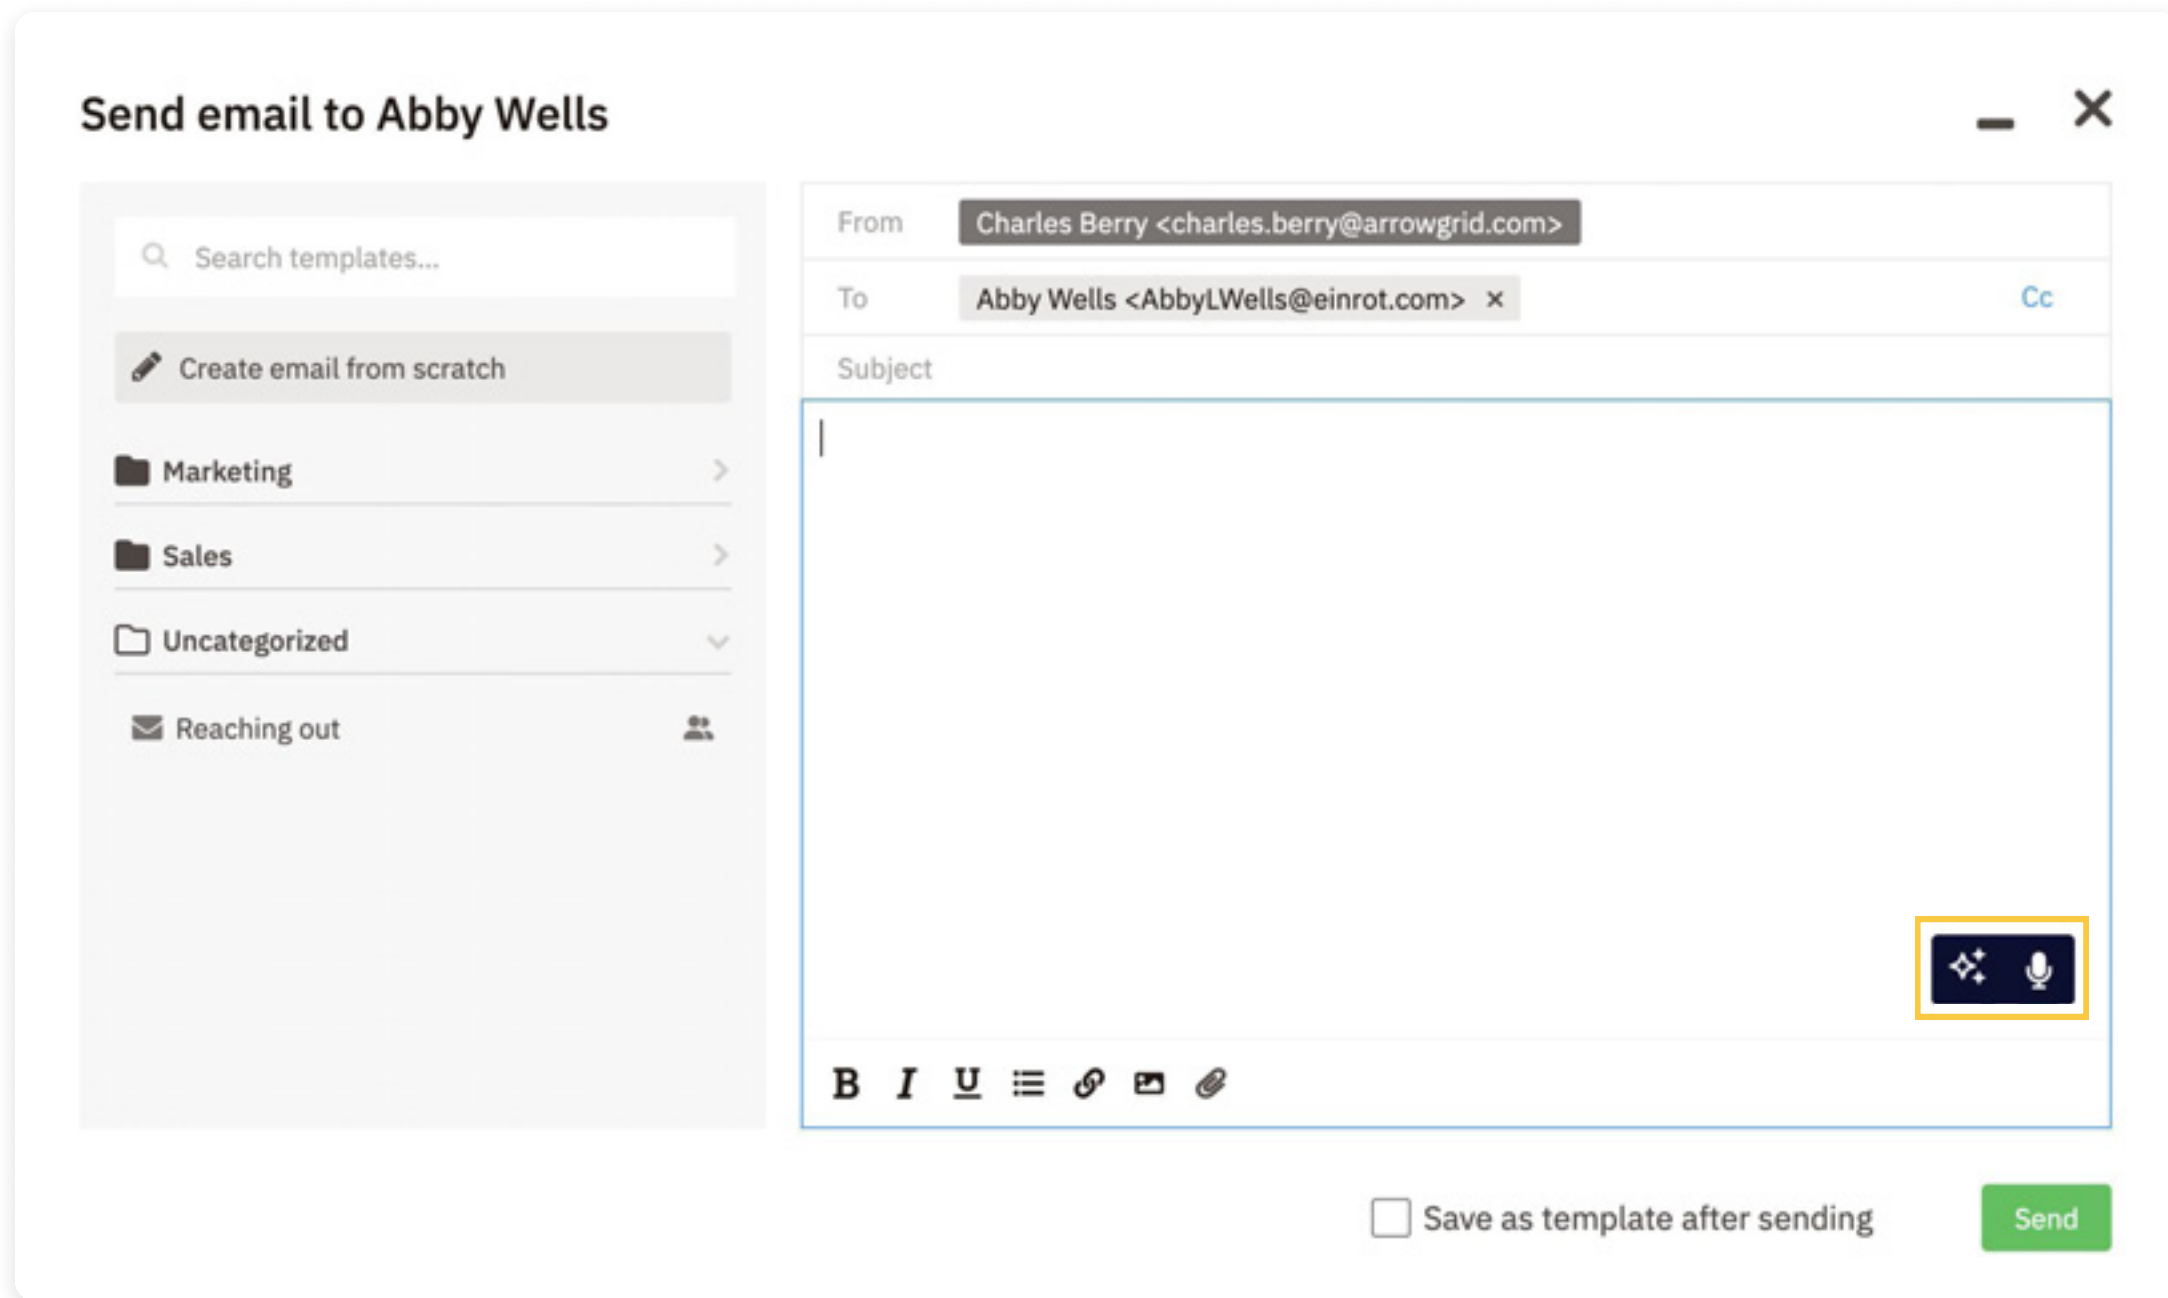 Send email to Abby Wells
Search templates...
Create email from scratch
Marketing
Sales
Uncategorized
Reaching out
From Charles Berry <charles.berry@arrowgrid.com>
To Abby Wells <AbbyLWells@einrot.com> × Cc
Subject
B I U
Save as template after sending
Send